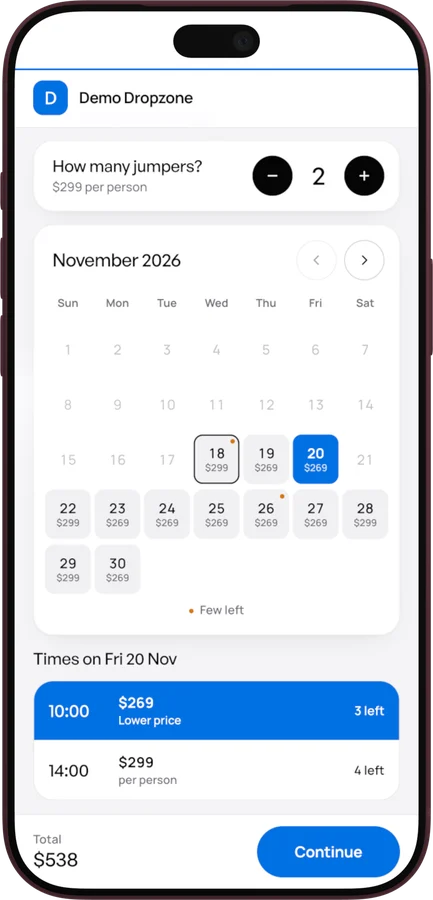 D Demo Dropzone
How many jumpers?
$299 per person
− 2 +
November 2026
Sun Mon Tue Wed Thu Fri Sat
1 2 3 4 5 6 7
8 9 10 11 12 13 14
15 16 17 18 19 20 21
$299 $269 $269
22 23 24 25 26 27 28
$299 $269 $269 $269 $269 $269 $299
29 30
$299 $269
Few left
Times on Fri 20 Nov
10:00 $269 3 left
Lower price
14:00 $299 4 left
per person
Total
$538
Continue